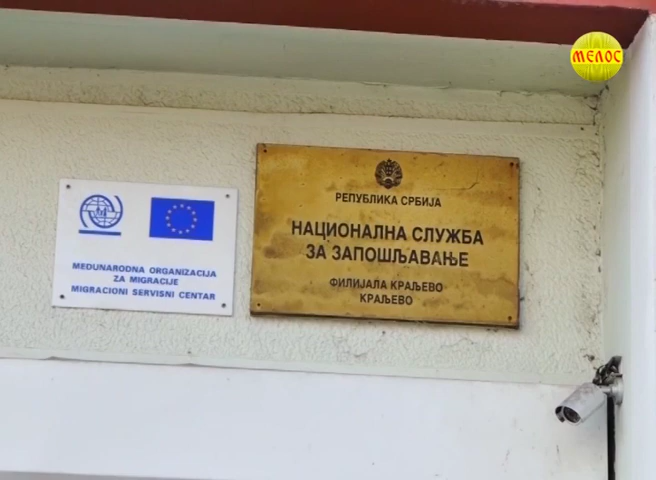 МЕЛОС
MEĐUNARODNA ORGANIZACIJA
ZA MIGRACIJE
MIGRACIONI SERVISNI CENTAR
РЕПУБЛИКА СРБИЈА
НАЦИОНАЛНА СЛУЖБА
ЗА ЗАПОШЉАВАЊЕ
ФИЛИЈАЛА КРАЉЕВО
КРАЉЕВО